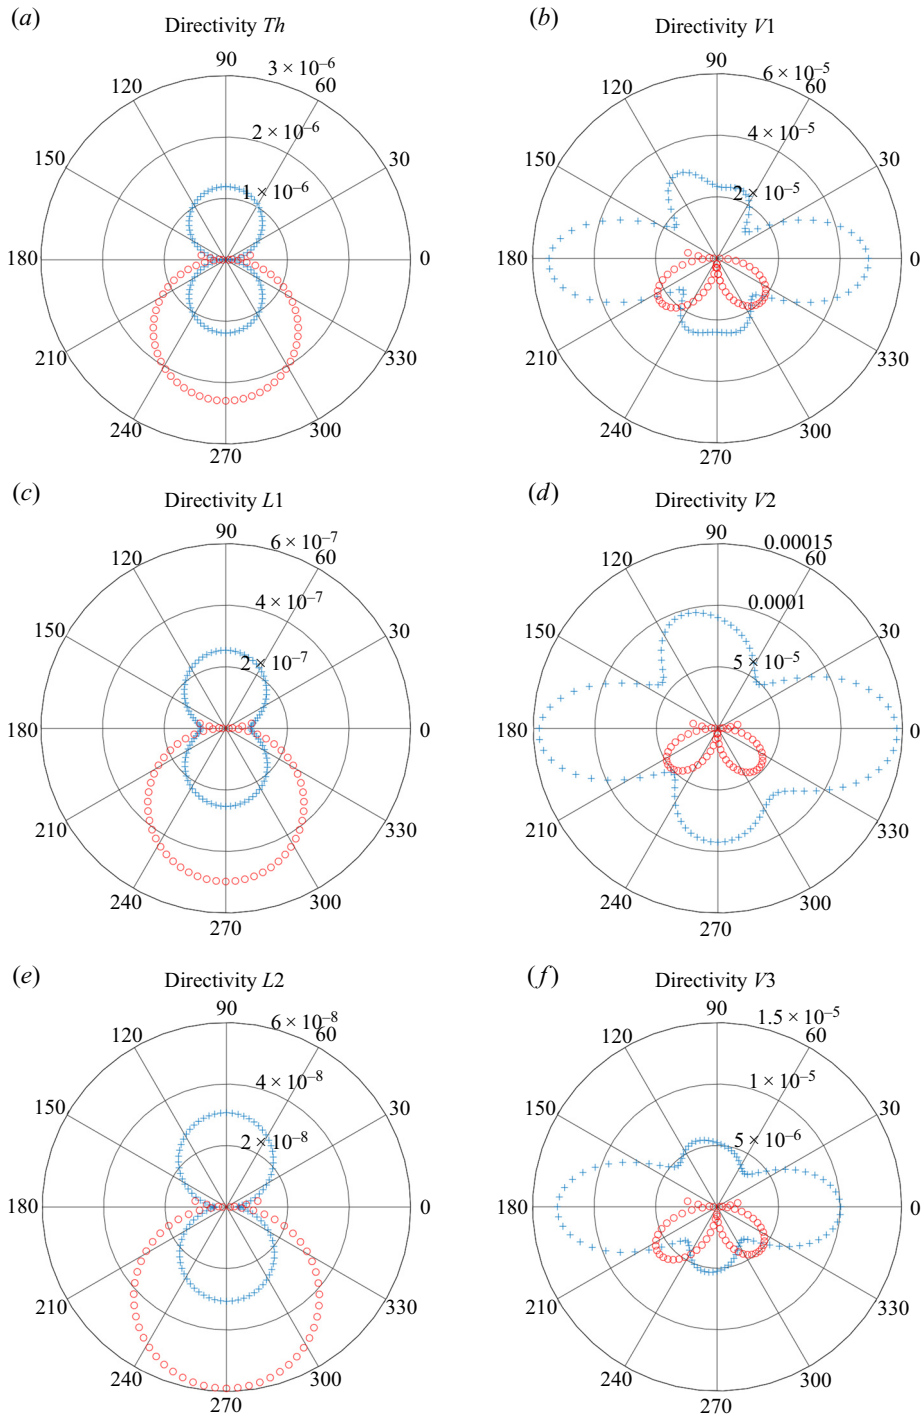 (a)
Directivity Th
90
3 × 10–6
120
60
2 × 10–6
150
30
1 × 10–6
180
0
210
330
240
300
270
(b)
Directivity V1
90
6 × 10–5
120
60
4 × 10–5
150
30
2 × 10–5
180
0
210
330
240
300
270
(c)
Directivity L1
90
6 × 10–7
120
60
4 × 10–7
150
30
2 × 10–7
180
0
210
330
240
300
270
(d)
Directivity V2
90
0.00015
120
60
0.0001
150
30
5 × 10–5
180
0
210
330
240
300
270
(e)
Directivity L2
90
6 × 10–8
120
60
4 × 10–8
150
30
2 × 10–8
180
0
210
330
240
300
270
(f)
Directivity V3
90
1.5 × 10–5
120
60
1 × 10–5
150
30
5 × 10–6
180
0
210
330
240
300
270